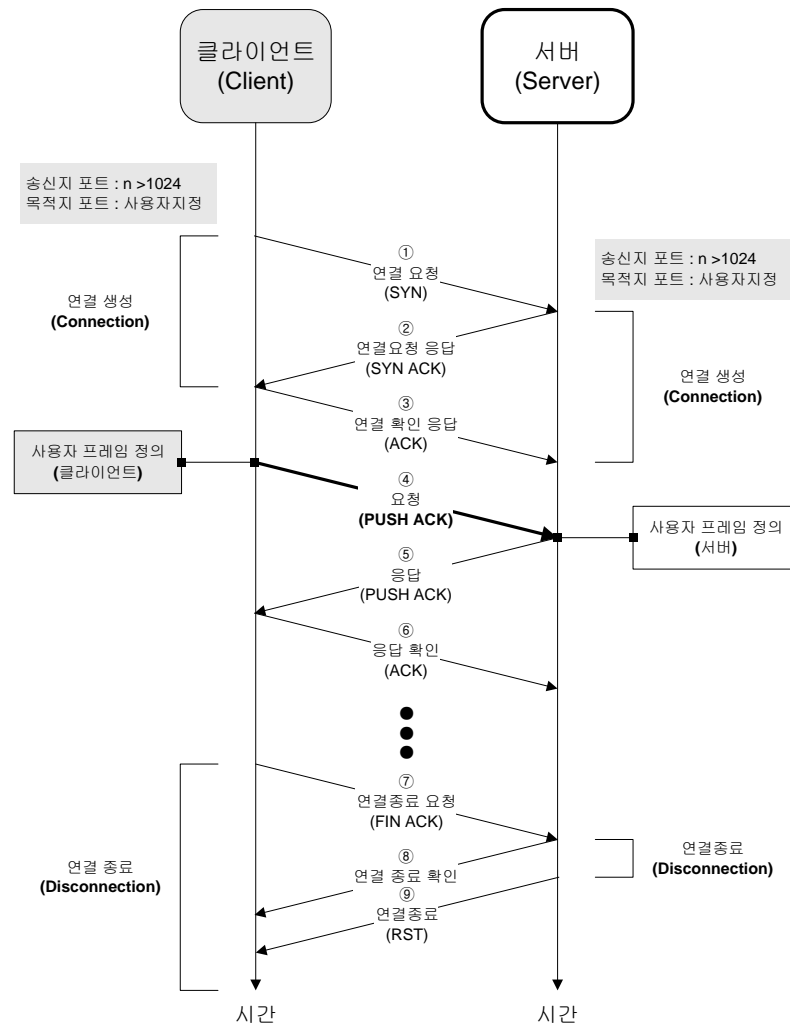 클라이언트
(Client)
서버
(Server)
송신지 포트 : n >1024
목적지 포트 : 사용자지정
①
연결 요청
(SYN)
송신지 포트 : n >1024
목적지 포트 : 사용자지정
연결 생성
(Connection)
②
연결요청 응답
(SYN ACK)
연결 생성
(Connection)
③
연결 확인 응답
(ACK)
사용자 프레임 정의
(클라이언트)
④
요청
(PUSH ACK)
사용자 프레임 정의
(서버)
⑤
응답
(PUSH ACK)
⑥
응답 확인
(ACK)
⑦
연결종료 요청
(FIN ACK)
연결 종료
(Disconnection)
⑧
연결 종료 확인
연결종료
(Disconnection)
⑨
연결종료
(RST)
시간
시간